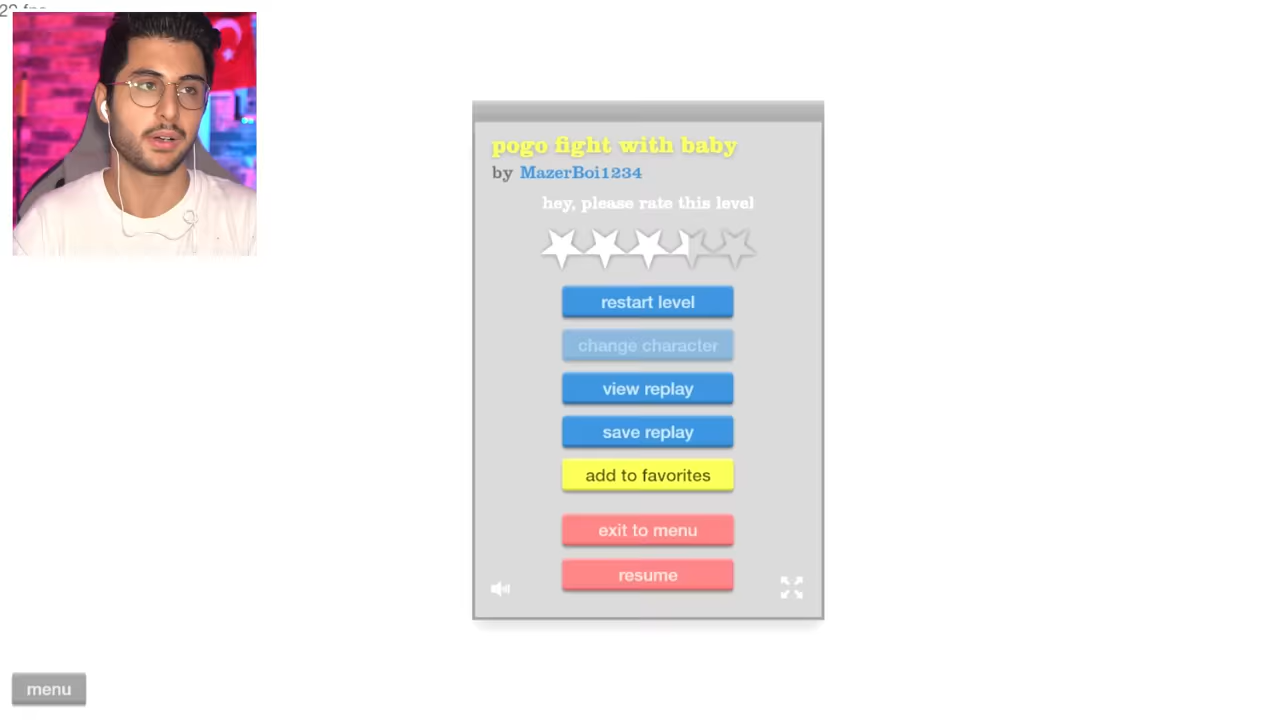 pogo fight with baby
by MazerBoi1234
hey, please rate this level
restart level
change character
view replay
save replay
add to favorites
exit to menu
resume
menu